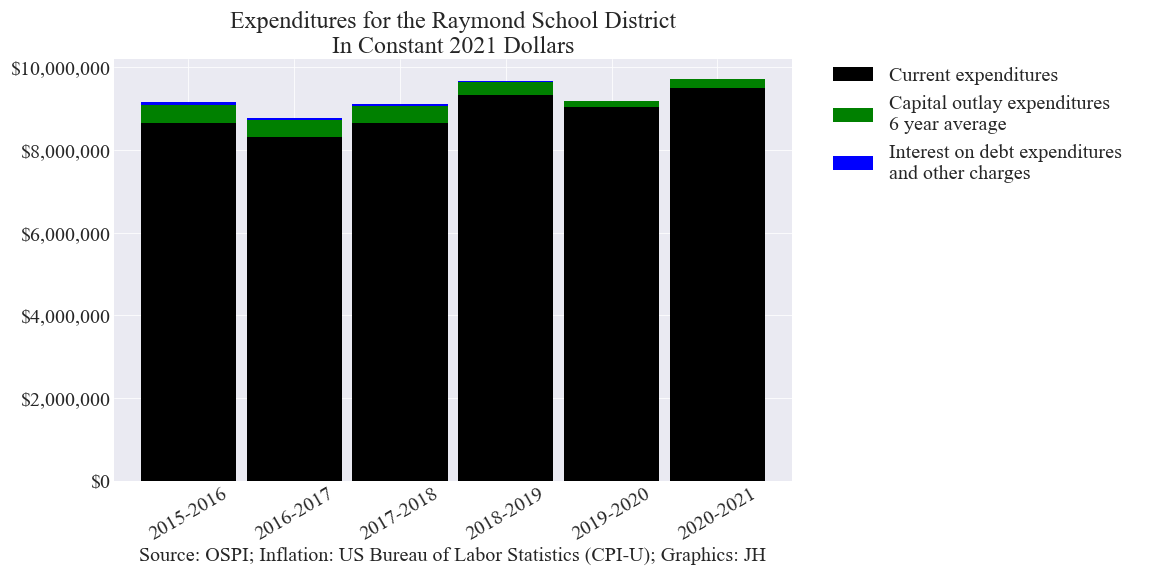 Expenditures for the Raymond School District
In Constant 2021 Dollars
$10,000,000
$8,000,000
$6,000,000
$4,000,000
$2,000,000
$0
Current expenditures
Capital outlay expenditures
6 year average
Interest on debt expenditures
and other charges
2015-2016
2016-2017
2017-2018
2018-2019
2019-2020
2020-2021
Source: OSPI; Inflation: US Bureau of Labor Statistics (CPI-U); Graphics: JH